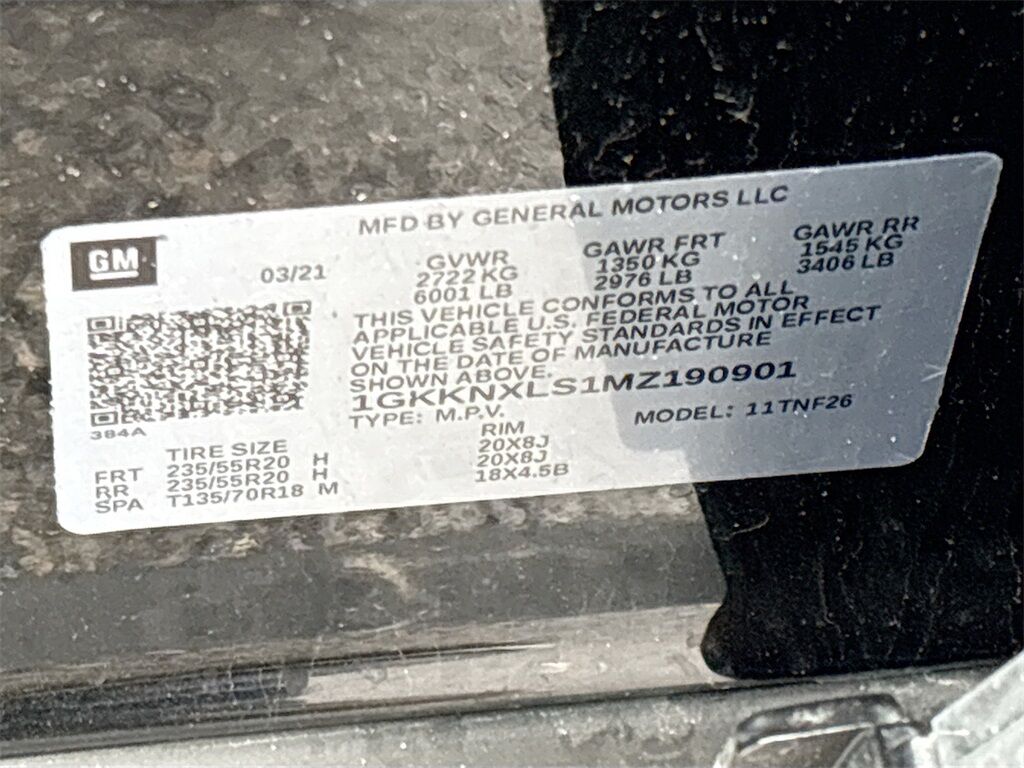 MFD BY GENERAL MOTORS LLC
GM
03/21 GVWR GAWR FRT GAWR RR
2722 KG 1350 KG 1545 KG
6001 LB 2976 LB 3406 LB
THIS VEHICLE CONFORMS TO ALL
APPLICABLE U.S. FEDERAL MOTOR
VEHICLE SAFETY STANDARDS IN EFFECT
ON THE DATE OF MANUFACTURE
SHOWN ABOVE.
1GKKNXLS1MZ190901
TYPE: M.P.V. MODEL: 11TNF26
384A
TIRE SIZE RIM
FRT 235/55R20 H 20X8J
RR 235/55R20 H 20X8J
SPA T135/70R18 M 18X4.5B